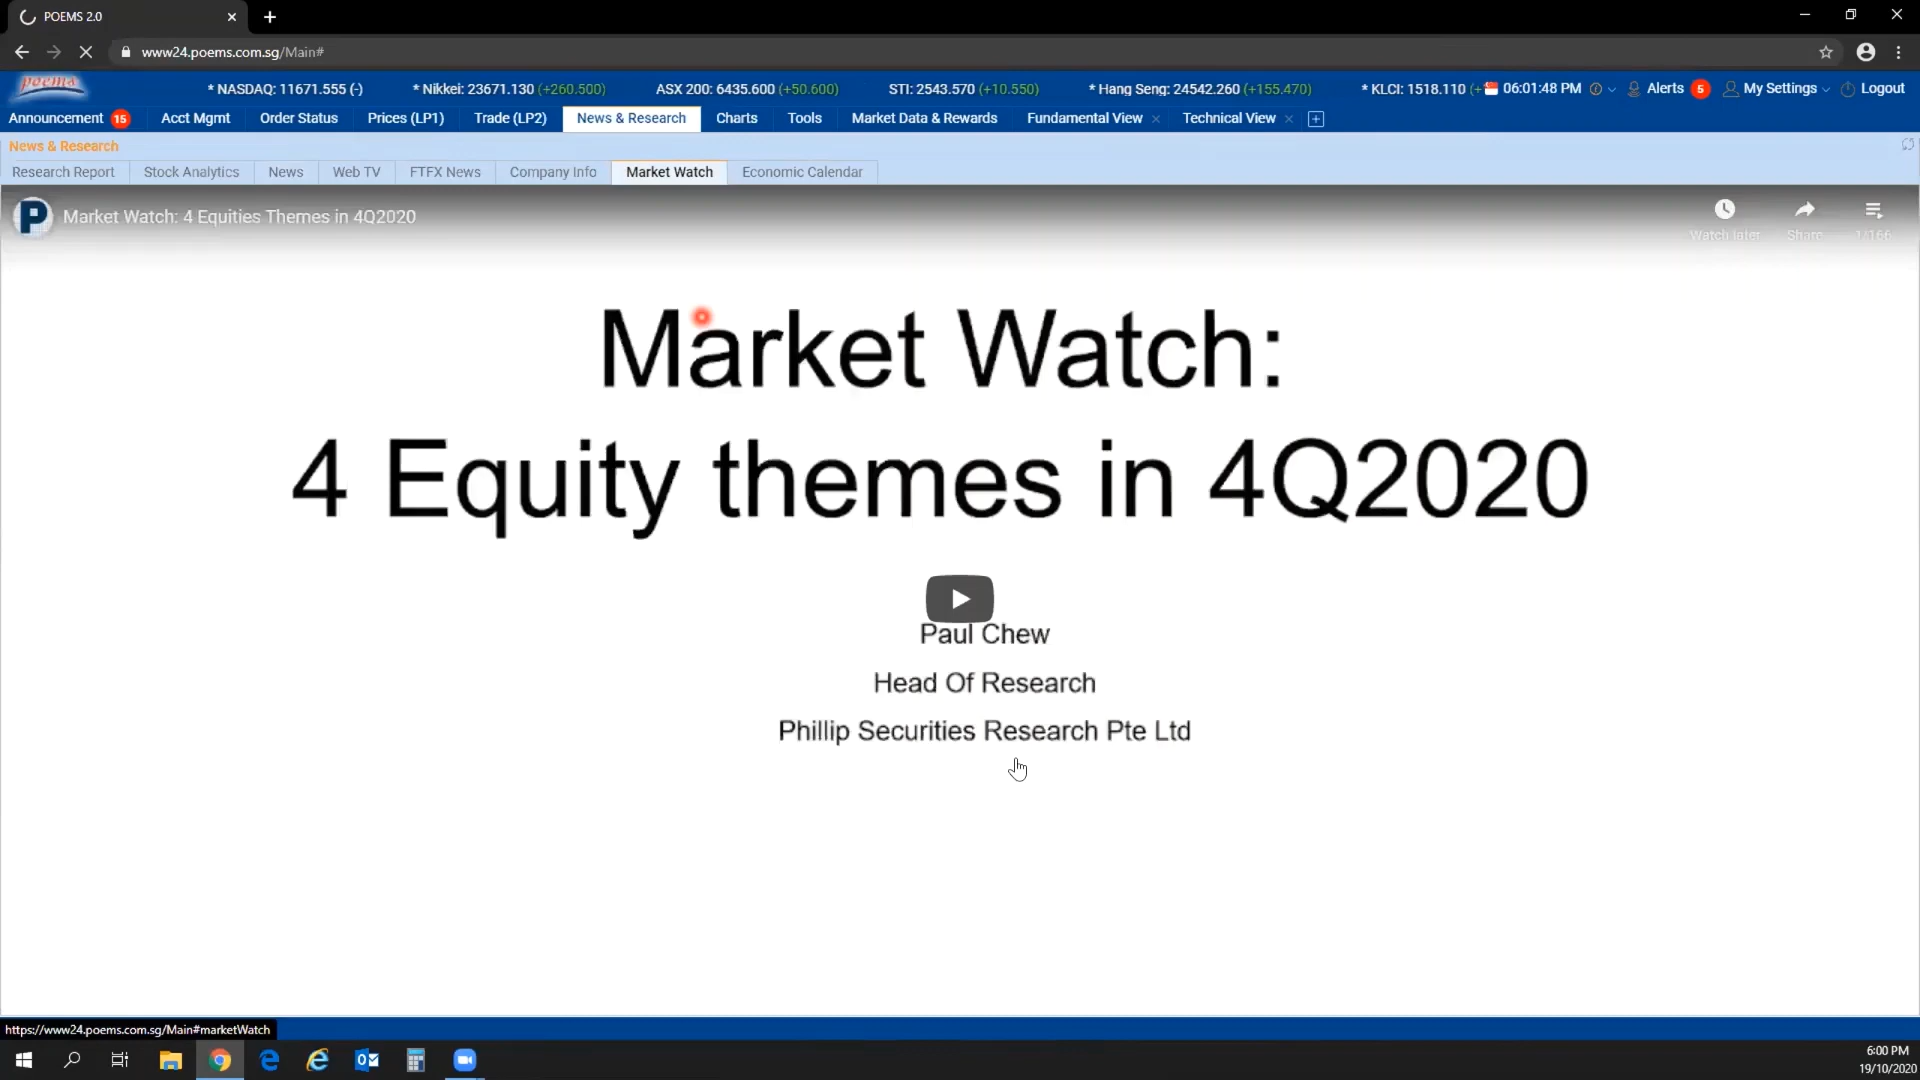 POEMS 2.0
www24.poems.com.sg/Main#
poems
* NASDAQ: 11671.555 (-) * Nikkei: 23671.130 (+260.500) ASX 200: 6435.600 (+50.600) STI: 2543.570 (+10.550) * Hang Seng: 24542.260 (+155.470) * KLCI: 1518.110 (+ 06:01:48 PM Alerts 5 My Settings Logout
Announcement 15 Acct Mgmt Order Status Prices (LP1) Trade (LP2) News & Research Charts Tools Market Data & Rewards Fundamental View Technical View
News & Research
Research Report Stock Analytics News Web TV FTFX News Company Info Market Watch Economic Calendar
P Market Watch: 4 Equities Themes in 4Q2020
Watch later Share 1/166
Market Watch:
4 Equity themes in 4Q2020
Paul Chew
Head Of Research
Phillip Securities Research Pte Ltd
https://www24.poems.com.sg/Main#marketWatch
6:00 PM
19/10/2020